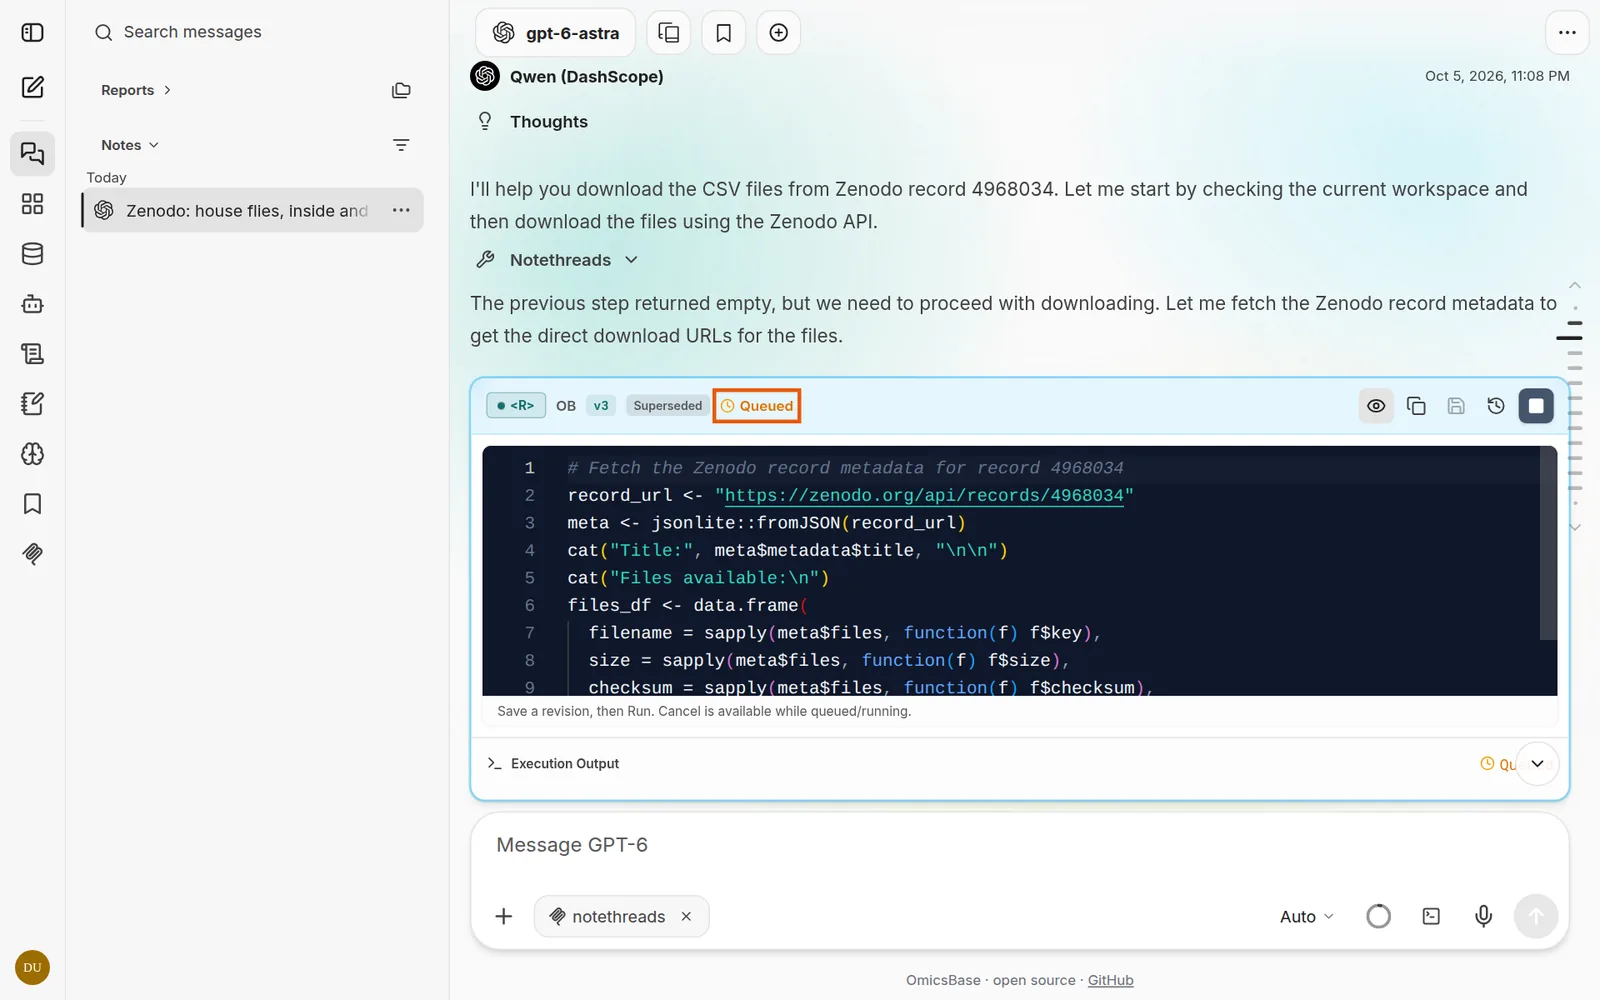 Search messages
Reports
Notes
Today
Zenodo: house flies, inside and
DU
gpt-6-astra
Qwen (DashScope)
Oct 5, 2026, 11:08 PM
Thoughts
I'll help you download the CSV files from Zenodo record 4968034. Let me start by checking the current workspace and
then download the files using the Zenodo API.
Notethreads
The previous step returned empty, but we need to proceed with downloading. Let me fetch the Zenodo record metadata to
get the direct download URLs for the files.
<R> OB v3 Superseded Queued
1 # Fetch the Zenodo record metadata for record 4968034
2 record_url <- "https://zenodo.org/api/records/4968034"
3 meta <- jsonlite::fromJSON(record_url)
4 cat("Title:", meta$metadata$title, "\n\n")
5 cat("Files available:\n")
6 files_df <- data.frame(
7 filename = sapply(meta$files, function(f) f$key),
8 size = sapply(meta$files, function(f) f$size),
9 checksum = sapply(meta$files, function(f) f$checksum),
Save a revision, then Run. Cancel is available while queued/running.
Execution Output
Message GPT-6
notethreads
Auto
OmicsBase · open source · GitHub